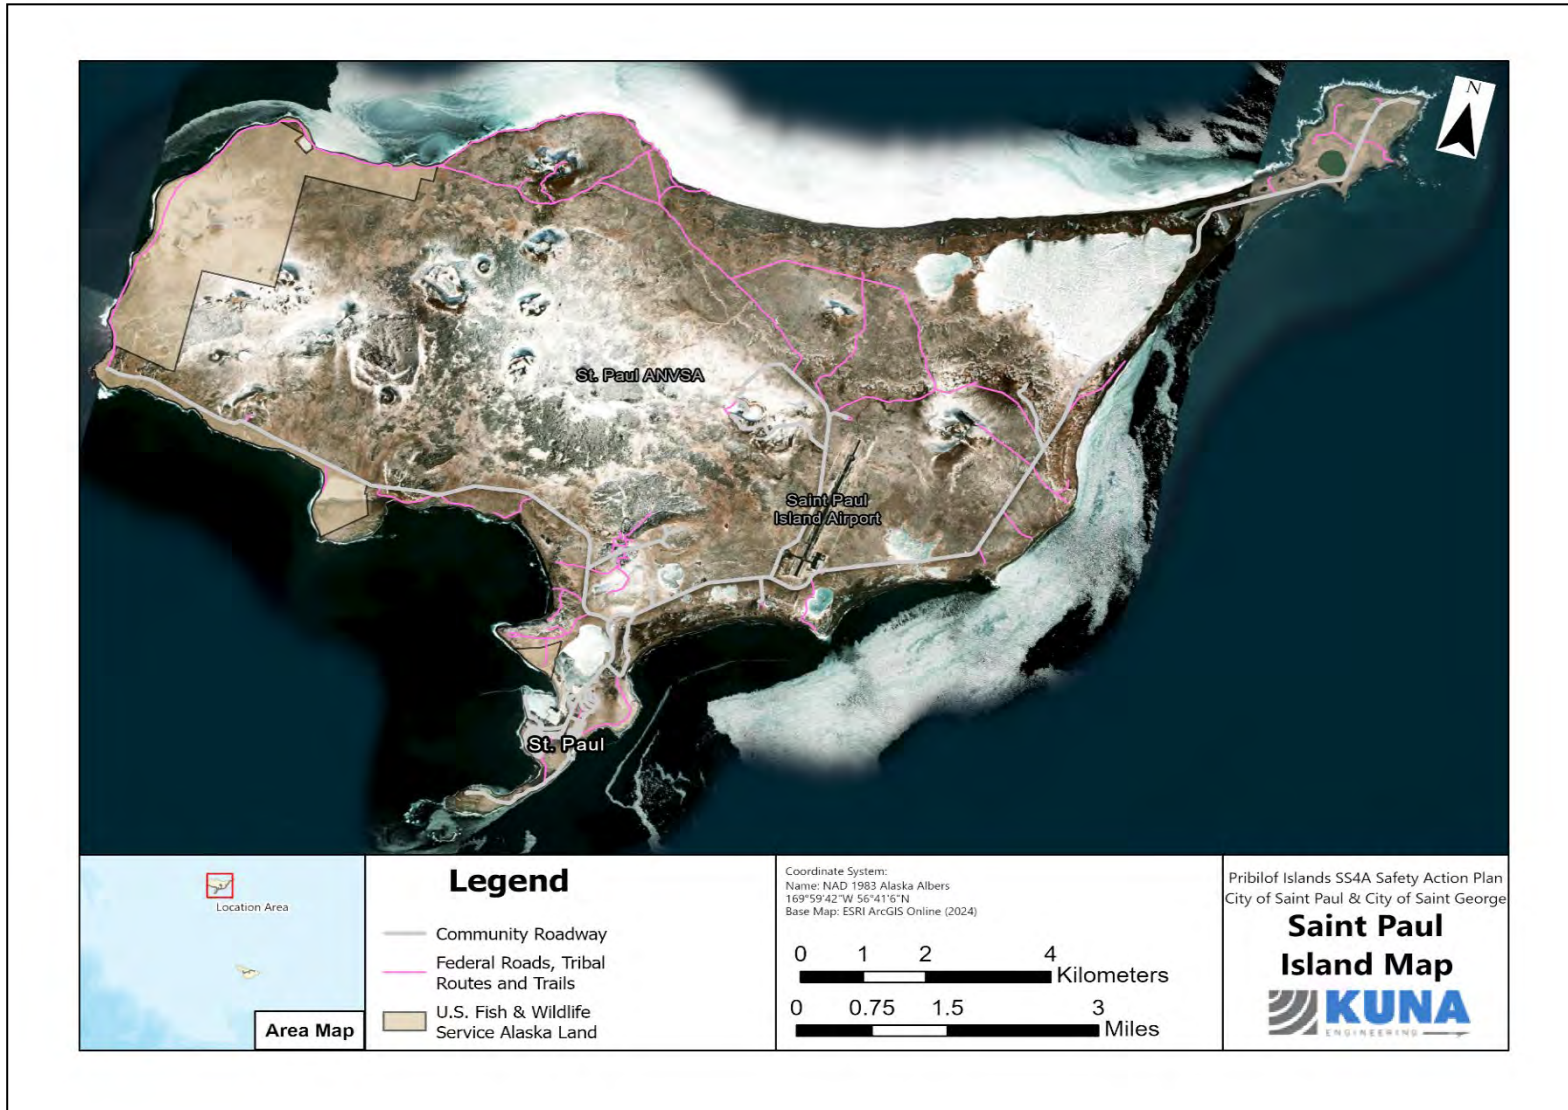 N
St. Paul ANVSA
Saint Paul
Island Airport
St. Paul
Location Area
Area Map
Legend
Community Roadway
Federal Roads, Tribal
Routes and Trails
U.S. Fish & Wildlife
Service Alaska Land
Coordinate System:
Name: NAD 1983 Alaska Albers
169°59'42"W 56°41'6"N
Base Map: ESRI ArcGIS Online (2024)
0 1 2 4
Kilometers
0 0.75 1.5 3
Miles
Pribilof Islands SS4A Safety Action Plan
City of Saint Paul & City of Saint George
Saint Paul
Island Map
KUNA
ENGINEERING